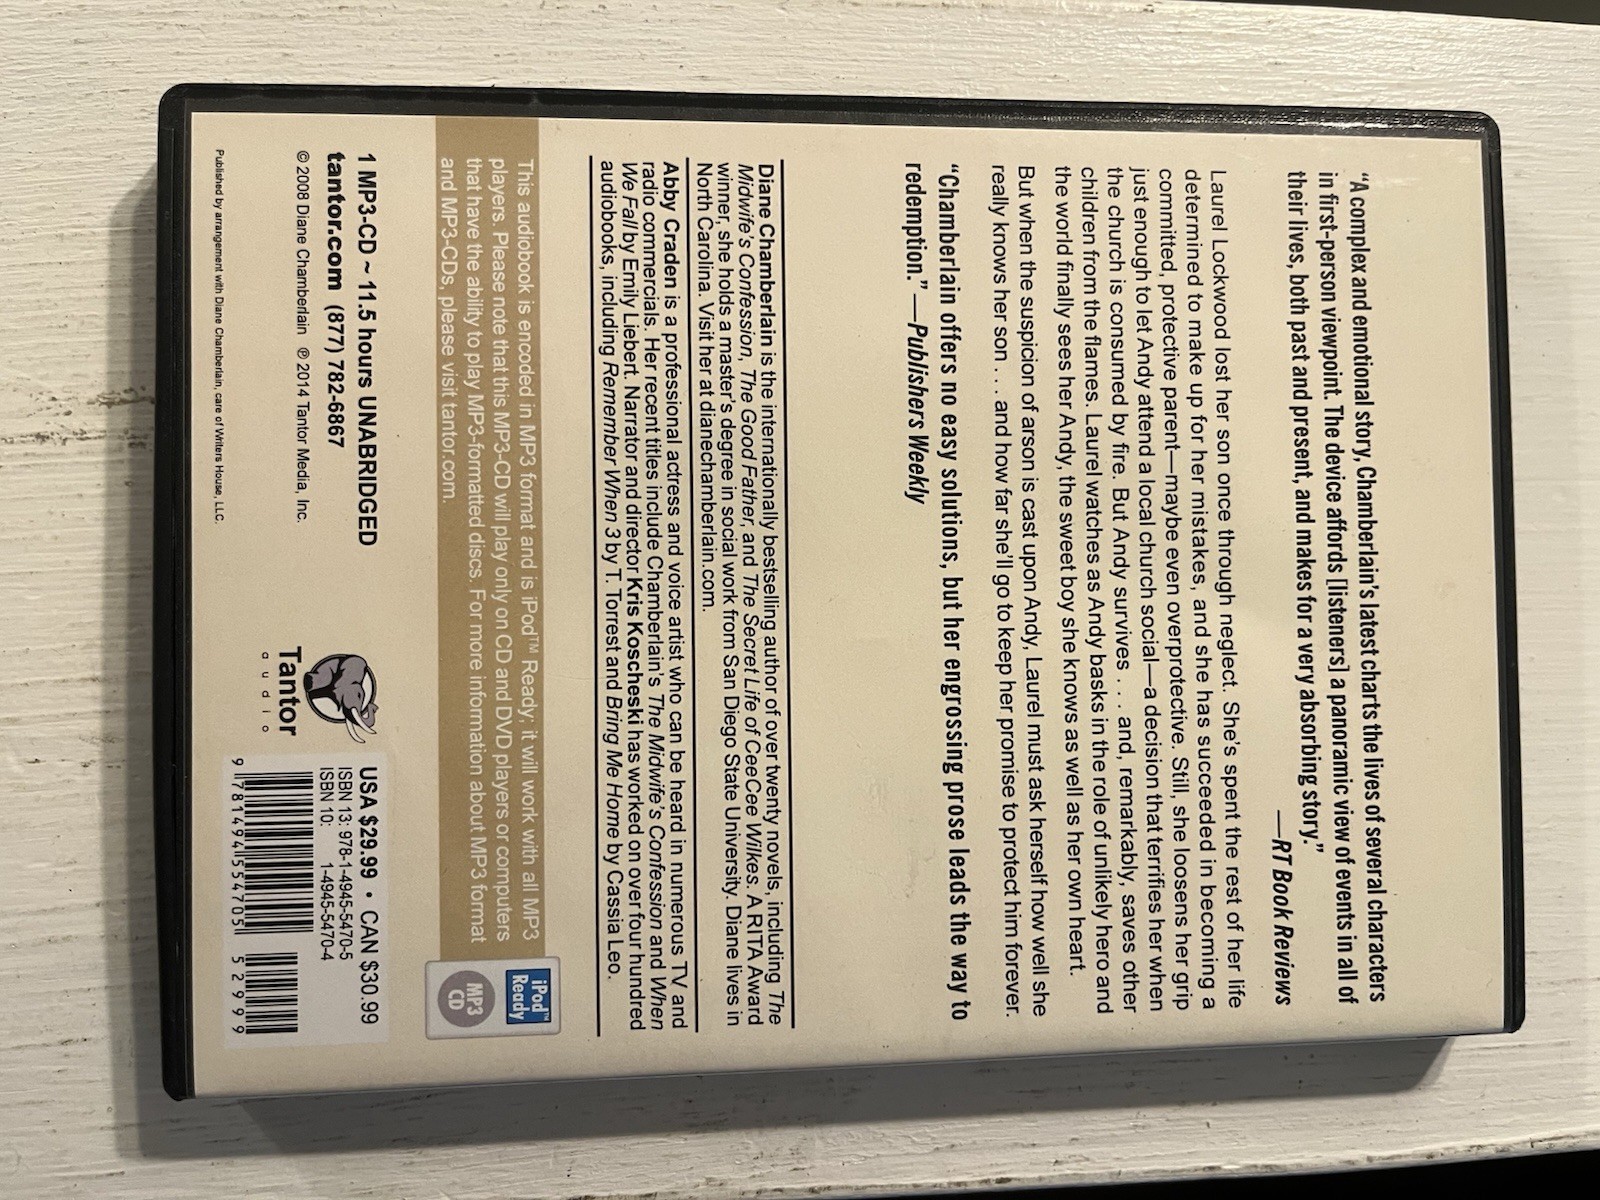 “A complex and emotional story, Chamberlain’s latest charts the lives of several characters
in first-person viewpoint. The device affords [listeners] a panoramic view of events in all of
their lives, both past and present, and makes for a very absorbing story.”
—RT Book Reviews
Laurel Lockwood lost her son once through neglect. She’s spent the rest of her life
determined to make up for her mistakes, and she has succeeded in becoming a
committed, protective parent—maybe even overprotective. Still, she loosens her grip
just enough to let Andy attend a local church social—a decision that terrifies her when
the church is consumed by fire. But Andy survives . . . and, remarkably, saves other
children from the flames. Laurel watches as Andy basks in the role of unlikely hero and
the world finally sees her Andy, the sweet boy she knows as well as her own heart.
But when the suspicion of arson is cast upon Andy, Laurel must ask herself how well she
really knows her son . . . and how far she’ll go to keep her promise to protect him forever.
“Chamberlain offers no easy solutions, but her engrossing prose leads the way to
redemption.” —Publishers Weekly
Diane Chamberlain is the internationally bestselling author of over twenty novels, including The
Midwife’s Confession, The Good Father, and The Secret Life of CeeCee Wilkes. A RITA Award
winner, she holds a master’s degree in social work from San Diego State University. Diane lives in
North Carolina. Visit her at dianechamberlain.com.
Abby Craden is a professional actress and voice artist who can be heard in numerous TV and
radio commercials. Her recent titles include Chamberlain’s The Midwife’s Confession and When
We Fall by Emily Liebert. Narrator and director Kris Koscheski has worked on over four hundred
audiobooks, including Remember When 3 by T. Torrest and Bring Me Home by Cassia Leo.
This audiobook is encoded in MP3 format and is iPod™ Ready; it will work with all MP3
players. Please note that this MP3-CD will play only on CD and DVD players or computers
that have the ability to play MP3-formatted discs. For more information about MP3 format
and MP3-CDs, please visit tantor.com.
iPod™
Ready
MP3
CD
1 MP3-CD ~ 11.5 hours UNABRIDGED
tantor.com (877) 782-6867
© 2008 Diane Chamberlain ℗ 2014 Tantor Media, Inc.
Published by arrangement with Diane Chamberlain, care of Writers House, LLC.
Tantor
audio
USA $29.99 • CAN $30.99
ISBN 13: 978-1-4945-5470-5
ISBN 10: 1-4945-5470-4
9 781494 554705 52999